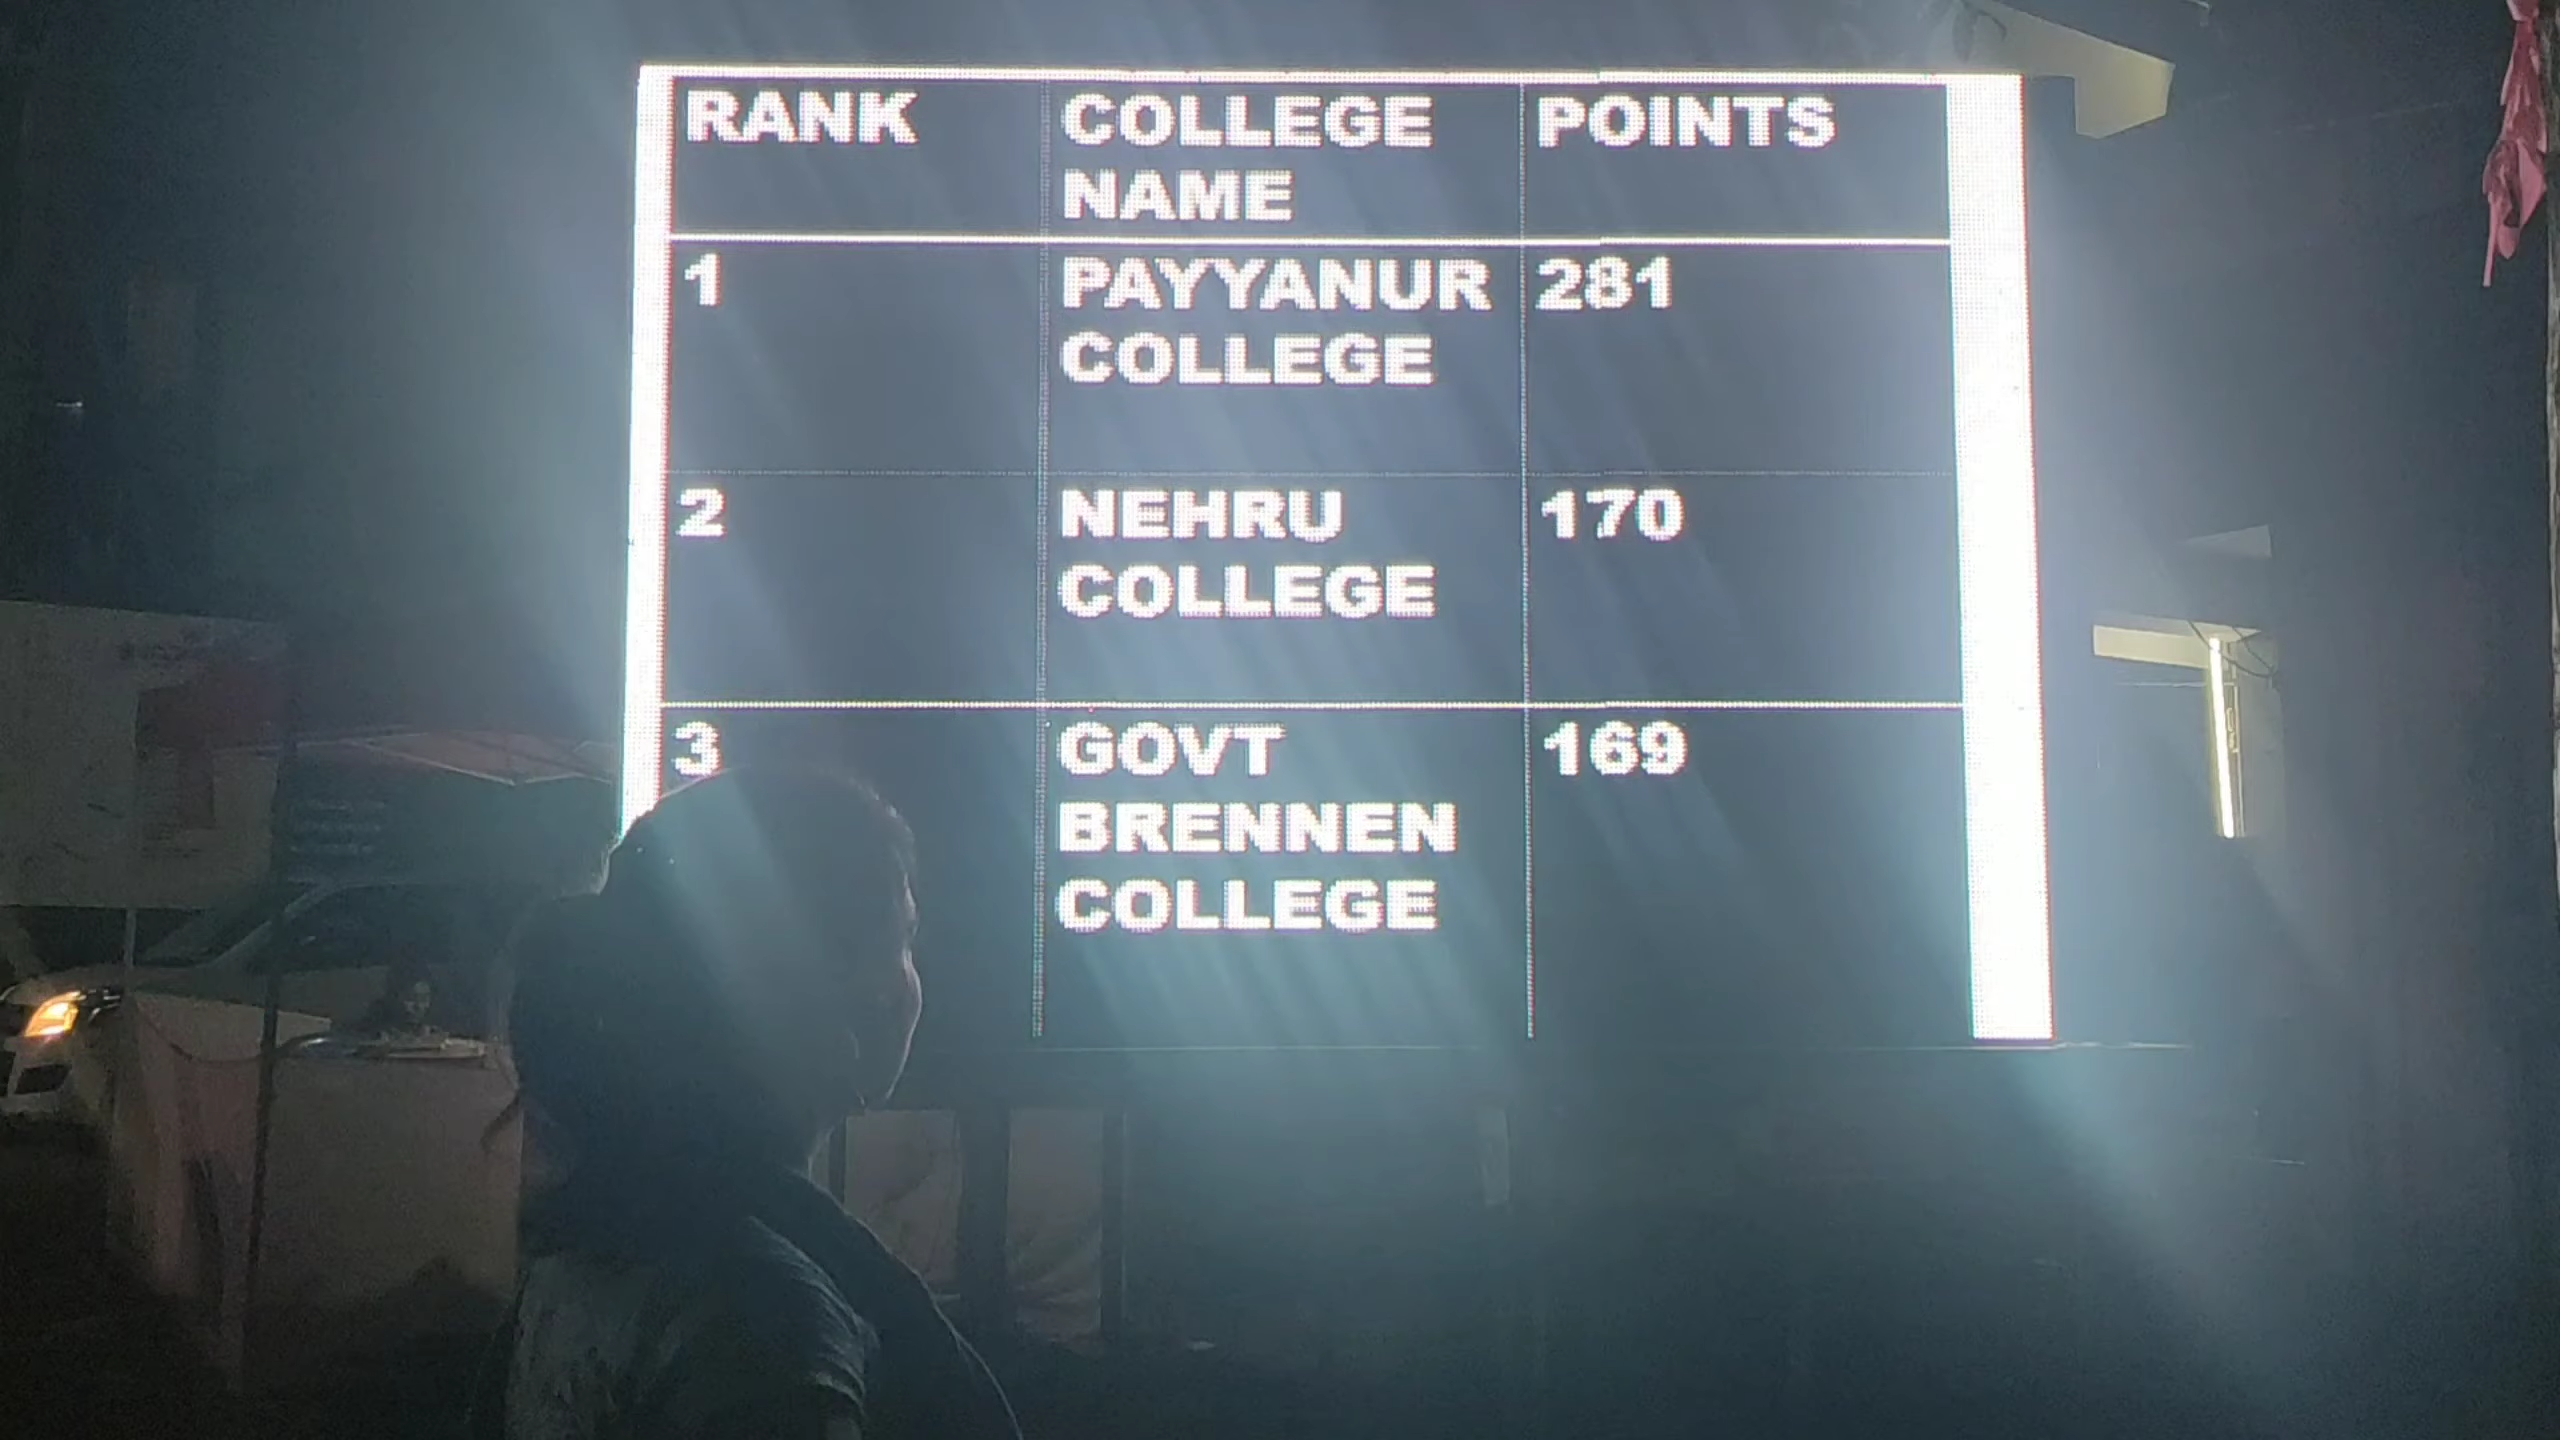 RANK COLLEGE NAME POINTS
1 PAYYANUR COLLEGE 281
2 NEHRU COLLEGE 170
3 GOVT BRENNEN COLLEGE 169